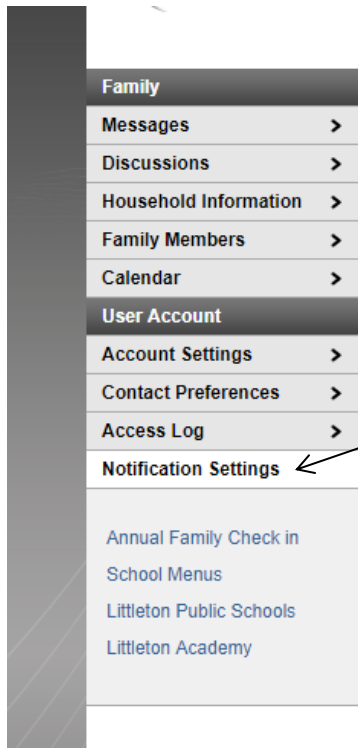 Family
Messages
Discussions
Household Information
Family Members
Calendar
User Account
Account Settings
Contact Preferences
Access Log
Notification Settings
Annual Family Check in
School Menus
Littleton Public Schools
Littleton Academy